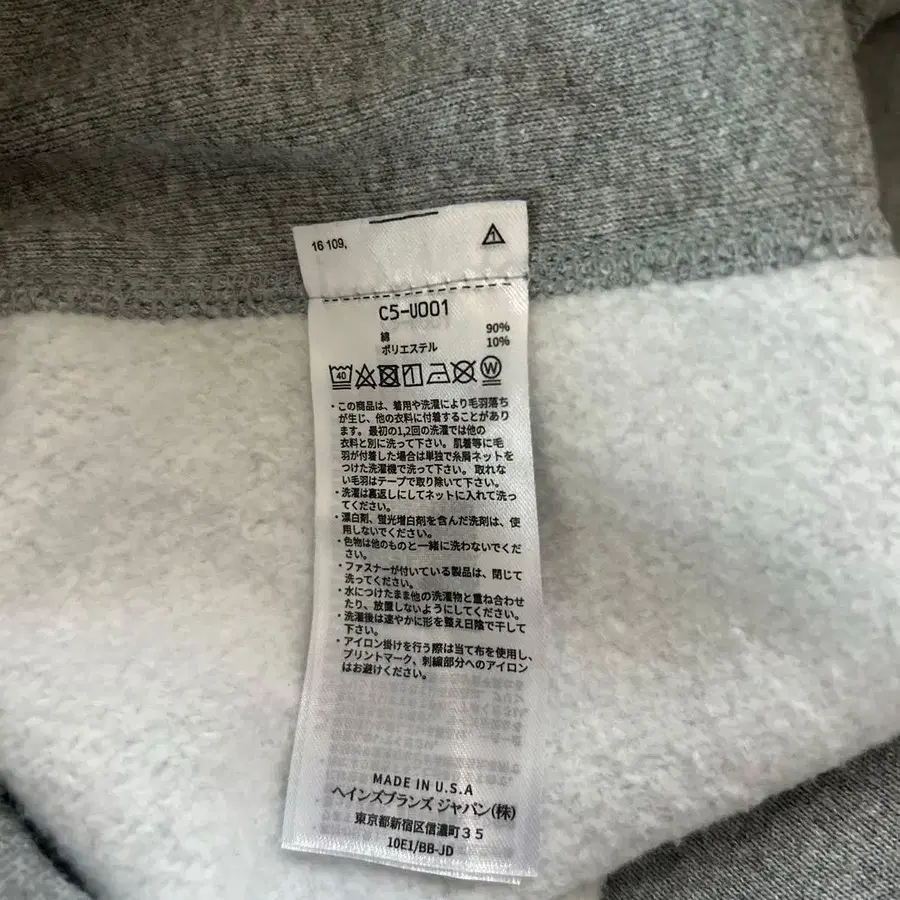 16 109,
1
C5-U001
綿 90%
ポリエステル 10%
40 W
・この商品は、着用や洗濯により毛羽落ち
が生じ、他の衣料に付着することがあり
ます。最初の1,2回の洗濯では他の
衣料と別に洗って下さい。肌着等に毛
羽が付着した場合は単独で糸屑ネットを
つけた洗濯機で洗って下さい。取れな
い毛羽はテープで取り除いて下さい。
・洗濯は裏返しにしてネットに入れて洗っ
てください。
・漂白剤、蛍光増白剤を含んだ洗剤は、使
用しないでください。
・色物は他のものと一緒に洗わないでくだ
さい。
・ファスナーが付いている製品は、閉じて
洗ってください。
・水につけたまま他の洗濯物と重ね合わせ
たり、放置しないようにしてください。
・洗濯後は速やかに形を整え日陰で干して
下さい。
・アイロン掛けを行う際は当て布を使用し、
プリントマーク、刺繍部分へのアイロン
はお避けください。
MADE IN U.S.A
ヘインズブランズ ジャパン(株)
東京都新宿区信濃町35
10E1/BB-JD